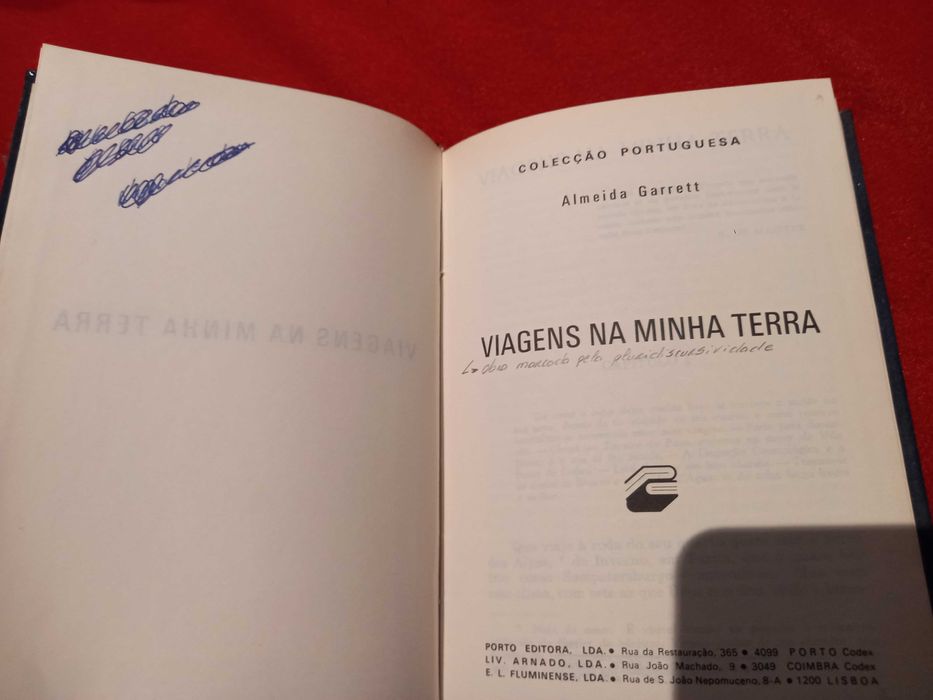 COLECÇÃO PORTUGUESA
Almeida Garrett
VIAGENS NA MINHA TERRA
↳ obra marcada pela pluridiscursividade
PORTO EDITORA, LDA. ● Rua da Restauração, 365 ● 4099 PORTO Codex
LIV. ARNADO, LDA. ● Rua João Machado, 9 ● 3049 COIMBRA Codex
E. L. FLUMINENSE, LDA. ● Rua de S. João Nepomuceno, 8-A ● 1200 LISBOA